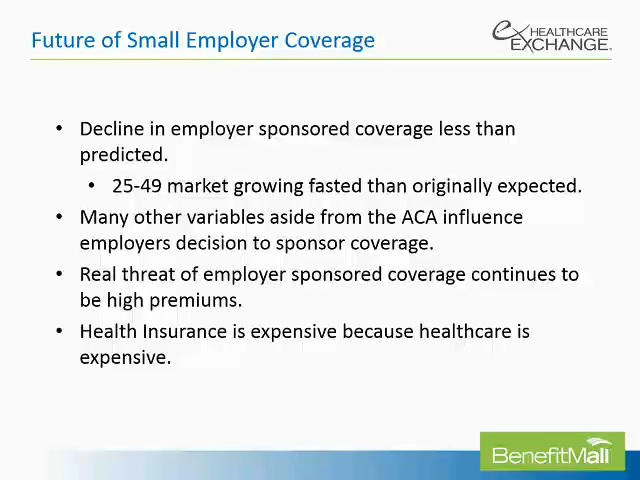 Future of Small Employer Coverage
ex HEALTHCARE
EXCHANGE
• Decline in employer sponsored coverage less than
predicted.
• 25-49 market growing fasted than originally expected.
• Many other variables aside from the ACA influence
employers decision to sponsor coverage.
• Real threat of employer sponsored coverage continues to
be high premiums.
• Health Insurance is expensive because healthcare is
expensive.
BenefitMall